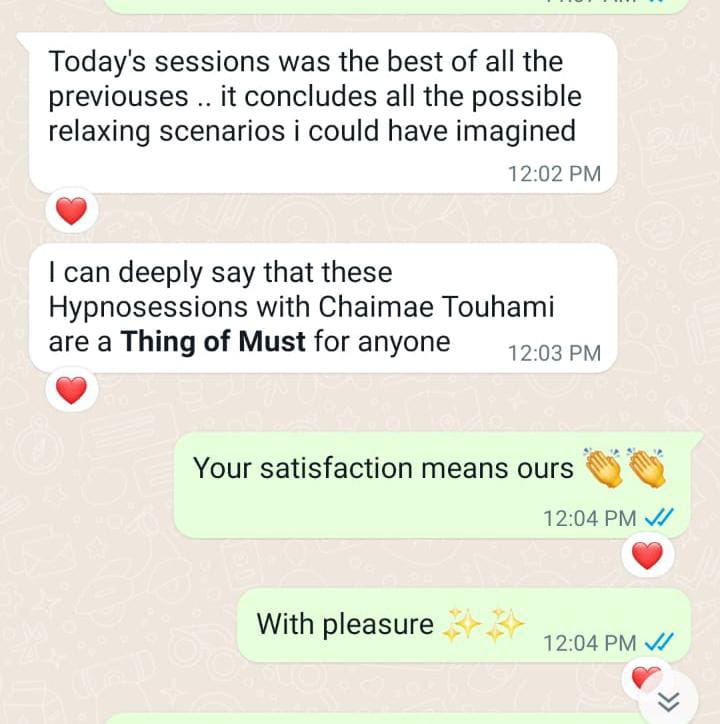 Today's sessions was the best of all the
previouses .. it concludes all the possible
relaxing scenarios i could have imagined
12:02 PM
I can deeply say that these
Hypnosessions with Chaimae Touhami
are a Thing of Must for anyone
12:03 PM
Your satisfaction means ours 👏👏
12:04 PM
With pleasure ✨✨
12:04 PM